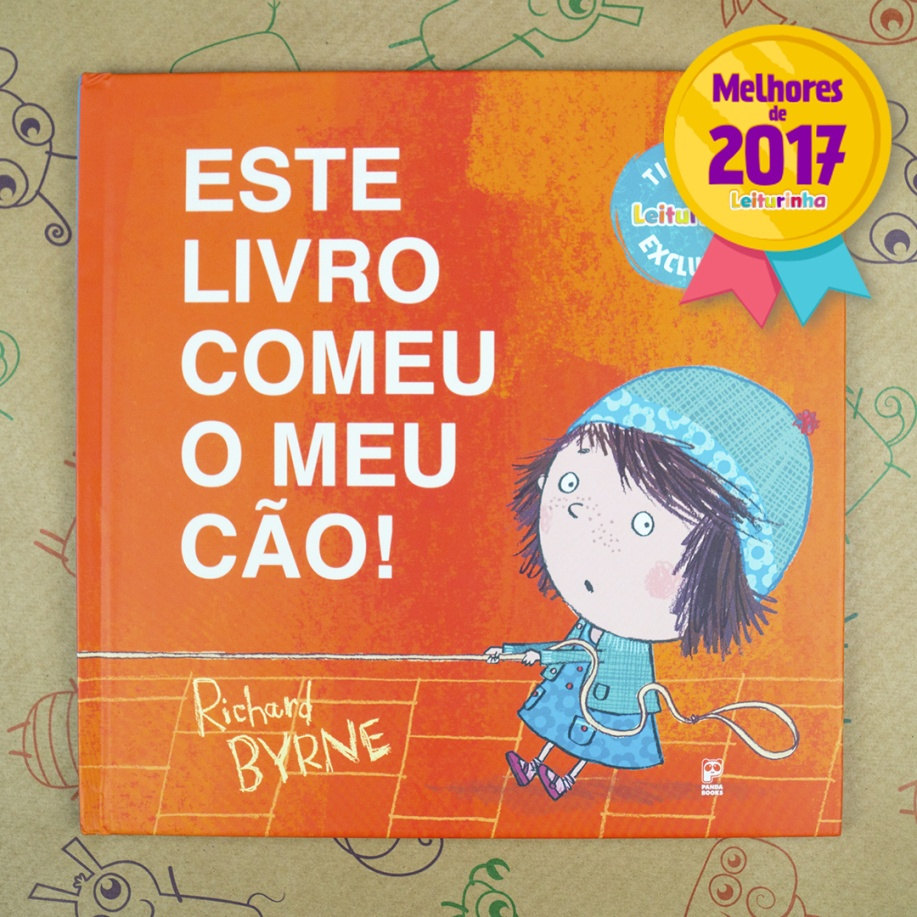 Melhores
de
2017
Leiturinha
ESTE
LIVRO
COMEU
O MEU
CÃO!
Richard
BYRNE
PANDA
BOOKS